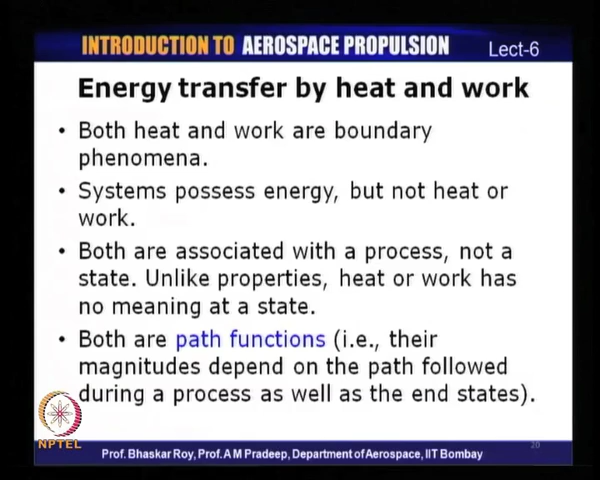 INTRODUCTION TO AEROSPACE PROPULSION
Lect-6
Energy transfer by heat and work
• Both heat and work are boundary
phenomena.
• Systems possess energy, but not heat or
work.
• Both are associated with a process, not a
state. Unlike properties, heat or work has
no meaning at a state.
• Both are path functions (i.e., their
magnitudes depend on the path followed
during a process as well as the end states).
NPTEL
20
Prof. Bhaskar Roy, Prof. A M Pradeep, Department of Aerospace, IIT Bombay